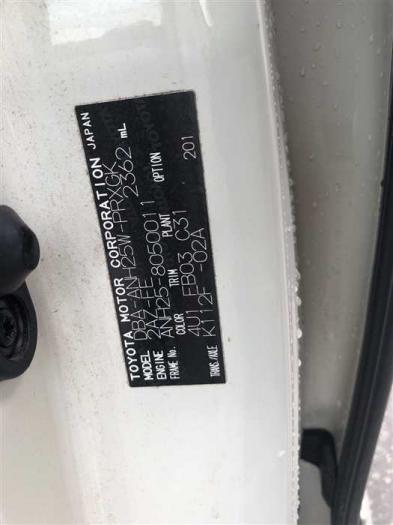 TOYOTA MOTOR CORPORATION JAPAN
MODEL DBA-ANH25W-PRXGK
ENGINE 2AZ-FE 2362 mL
FRAME NO. ANH25-8050011
COLOR TRIM PLANT OPTION
4U1 FB03 C31 201
TRANS./AXLE K112F -02A